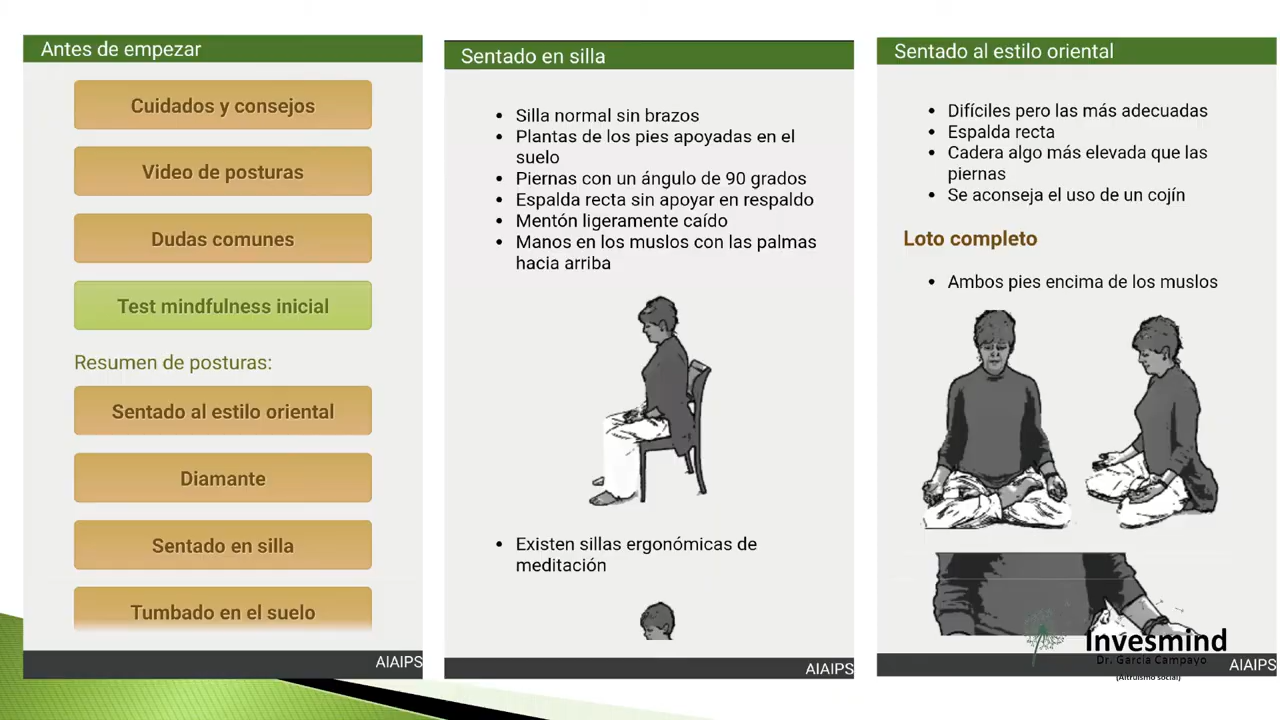 Antes de empezar
Cuidados y consejos
Video de posturas
Dudas comunes
Test mindfulness inicial
Resumen de posturas:
Sentado al estilo oriental
Diamante
Sentado en silla
Tumbado en el suelo
AIAIPS
Sentado en silla
• Silla normal sin brazos
• Plantas de los pies apoyadas en el
suelo
• Piernas con un ángulo de 90 grados
• Espalda recta sin apoyar en respaldo
• Mentón ligeramente caído
• Manos en los muslos con las palmas
hacia arriba
• Existen sillas ergonómicas de
meditación
AIAIPS
Sentado al estilo oriental
• Difíciles pero las más adecuadas
• Espalda recta
• Cadera algo más elevada que las
piernas
• Se aconseja el uso de un cojín
Loto completo
• Ambos pies encima de los muslos
Invesmind
Dr. García Campayo
(Altruismo social)
AIAIPS